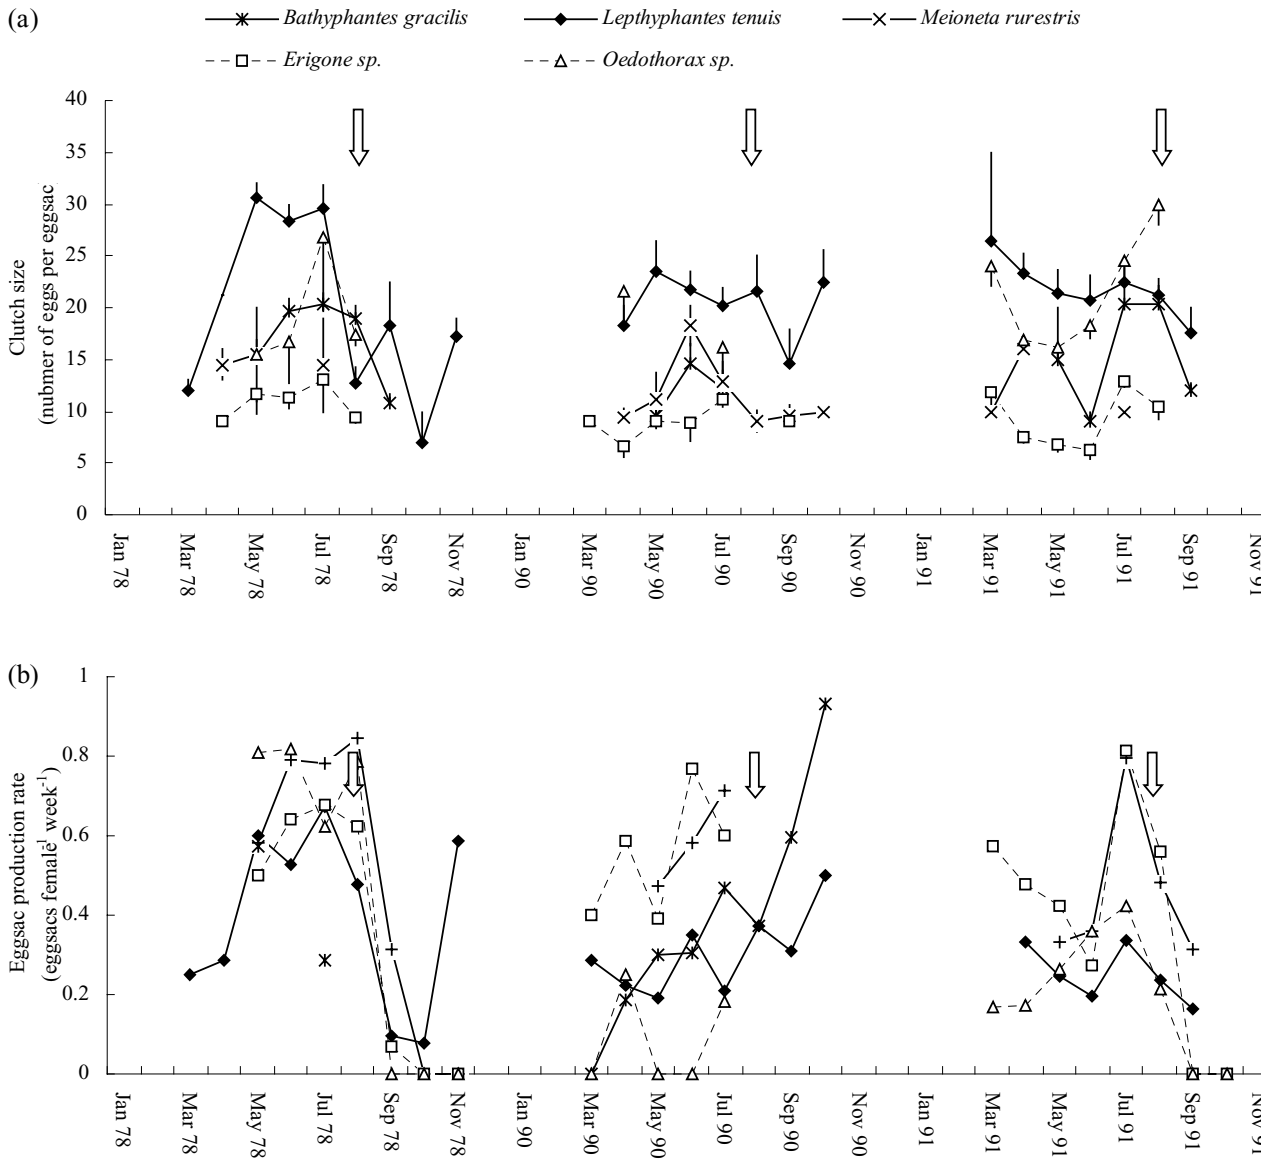 (a)
Bathyphantes gracilis Lepthyphantes tenuis Meioneta rurestris
Erigone sp. Oedothorax sp.
Clutch size
(nubmer of eggs per eggsac
40
35
30
25
20
15
10
5
0
Jan 78 Mar 78 May 78 Jul 78 Sep 78 Nov 78 Jan 90 Mar 90 May 90 Jul 90 Sep 90 Nov 90 Jan 91 Mar 91 May 91 Jul 91 Sep 91 Nov 91
(b)
Eggsac production rate
(eggsacs female¹ week⁻¹)
1
0.8
0.6
0.4
0.2
0
Jan 78 Mar 78 May 78 Jul 78 Sep 78 Nov 78 Jan 90 Mar 90 May 90 Jul 90 Sep 90 Nov 90 Jan 91 Mar 91 May 91 Jul 91 Sep 91 Nov 91